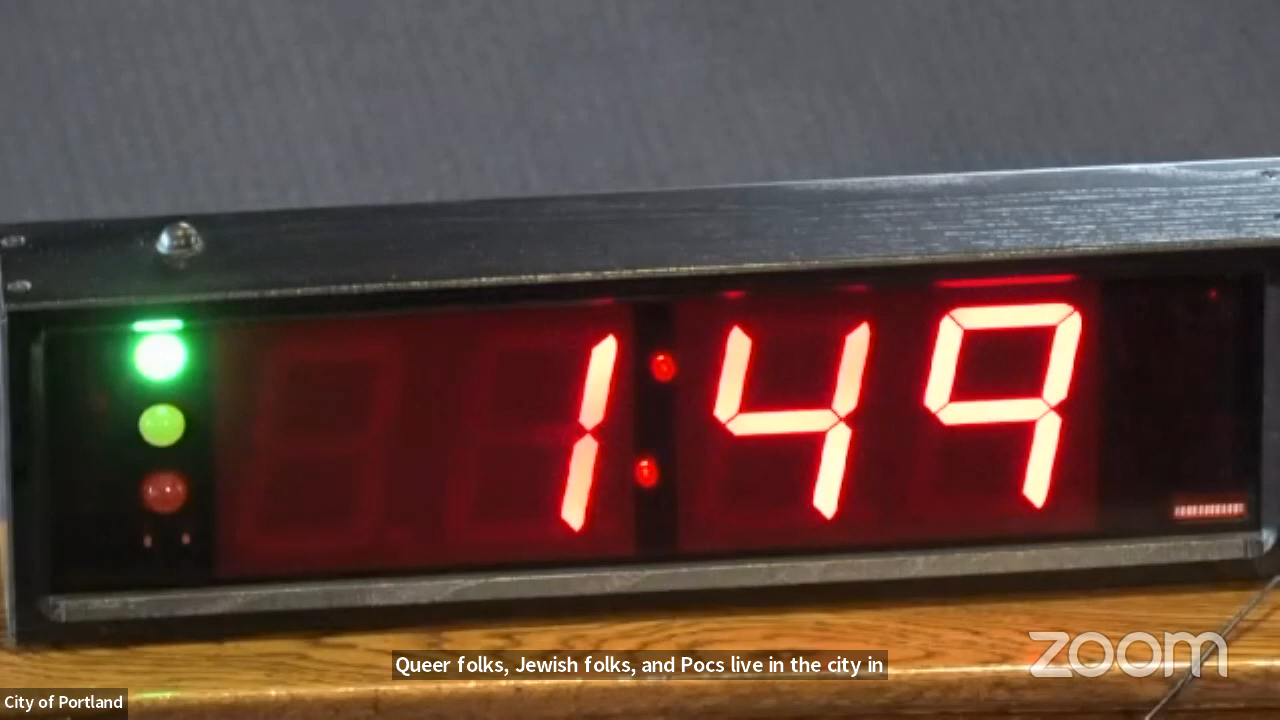 1:49
Queer folks, Jewish folks, and Pocs live in the city in
zoom
City of Portland